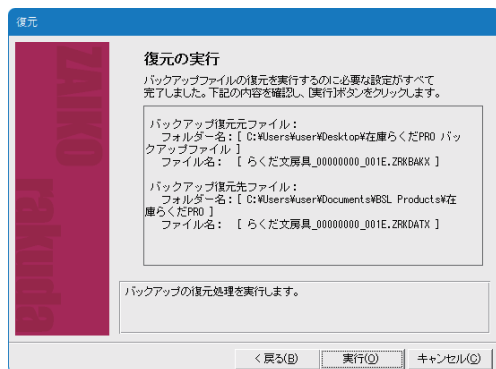 復元
ZAIKO
rakuda
復元の実行
バックアップファイルの復元を実行するのに必要な設定がすべて
完了しました。下記の内容を確認し、[実行]ボタンをクリックします。
バックアップ復元元ファイル:
フォルダー名:[ C:¥Users¥user¥Desktop¥在庫らくだPRO バッ
クアップファイル ]
ファイル名: [ らくだ文房具_00000000_001E.ZRKBAKX ]
バックアップ復元先ファイル:
フォルダー名:[ C:¥Users¥user¥Documents¥BSL Products¥在
庫らくだPRO ]
ファイル名: [ らくだ文房具_00000000_001E.ZRKDATX ]
バックアップの復元処理を実行します。
< 戻る(B) 実行(O) キャンセル(C)